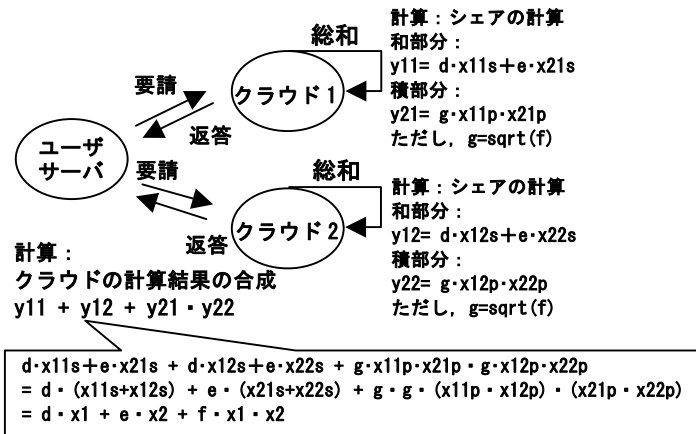 総和
計算：シェアの計算
和部分：
y11= d･x11s＋e･x21s
積部分：
y21= g･x11p･x21p
ただし, g=sqrt(f)
要請
クラウド1
返答
ユーザ
サーバ
要請
総和
計算：シェアの計算
和部分：
y12= d･x12s＋e･x22s
積部分：
y22= g･x12p･x22p
ただし, g=sqrt(f)
クラウド2
返答
計算：
クラウドの計算結果の合成
y11 + y12 + y21・y22
d･x11s＋e･x21s + d･x12s＋e･x22s + g･x11p･x21p・g･x12p･x22p
= d・(x11s+x12s) + e・(x21s+x22s) + g・g・(x11p・x12p)・(x21p・x22p)
= d・x1 + e・x2 + f・x1・x2